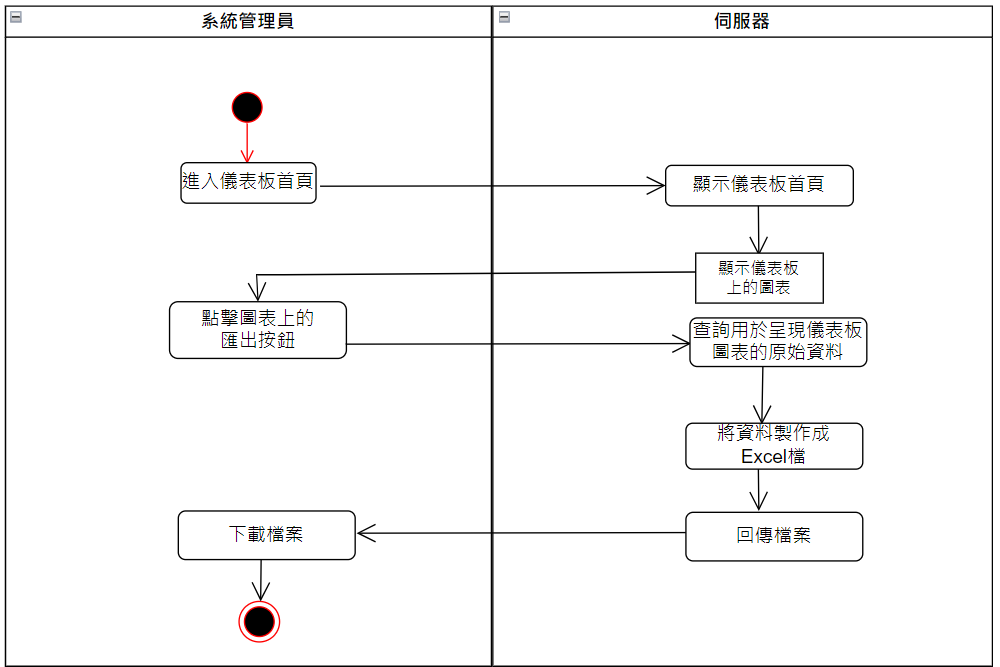 系統管理員
伺服器
進入儀表板首頁
顯示儀表板首頁
顯示儀表板
上的圖表
點擊圖表上的
匯出按鈕
查詢用於呈現儀表板
圖表的原始資料
將資料製作成
Excel檔
下載檔案
回傳檔案